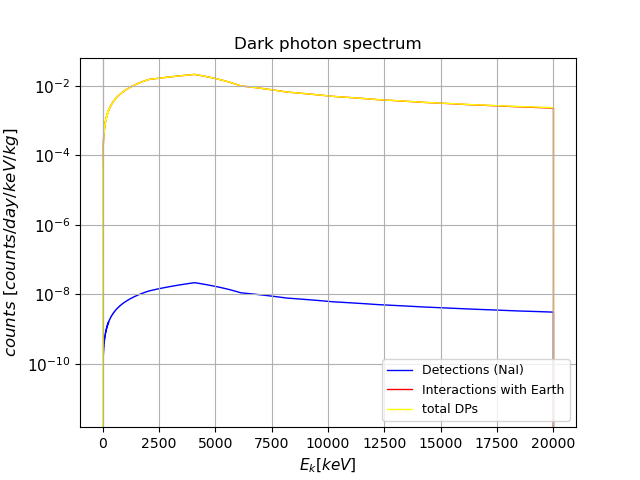 Dark photon spectrum
counts [counts/day/keV/kg]
10⁻²
10⁻⁴
10⁻⁶
10⁻⁸
10⁻¹⁰
0 2500 5000 7500 10000 12500 15000 17500 20000
Eₖ[keV]
Detections (NaI)
Interactions with Earth
total DPs